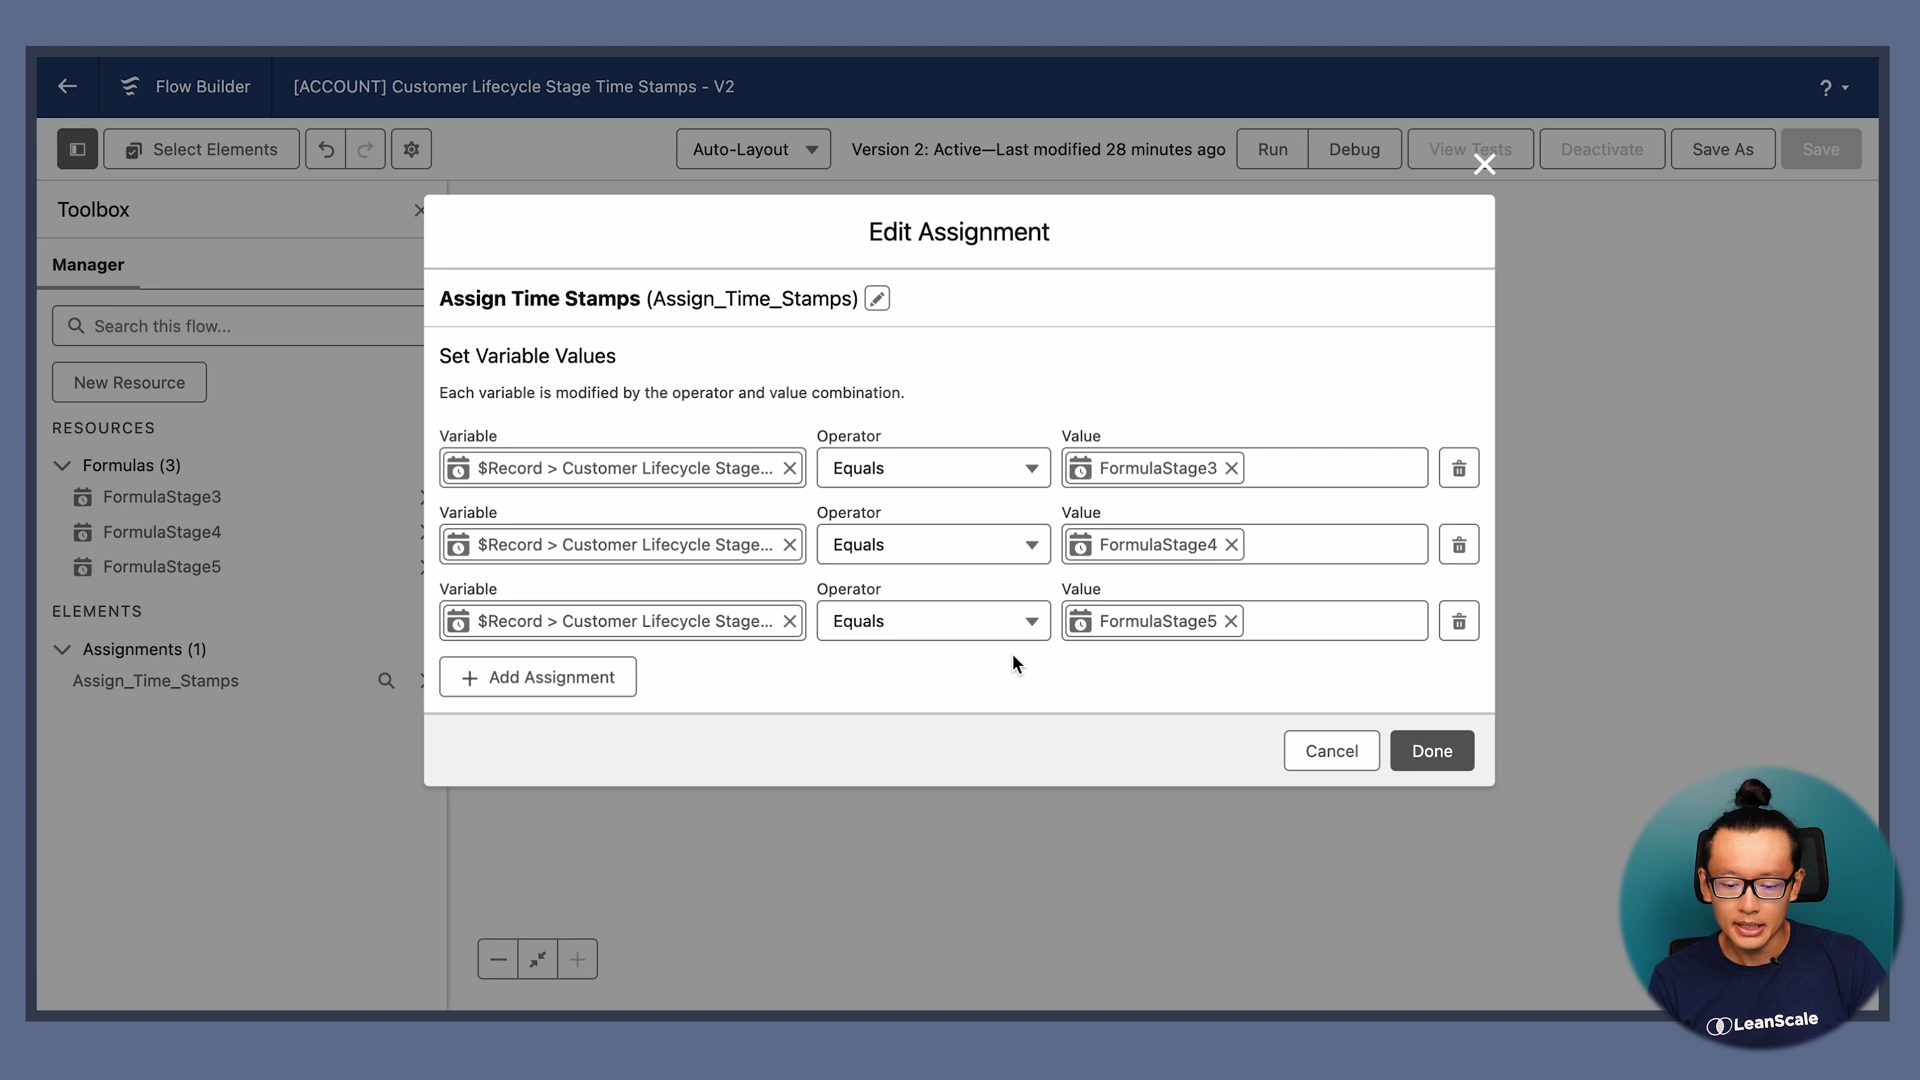 Flow Builder
[ACCOUNT] Customer Lifecycle Stage Time Stamps - V2
?
Select Elements
Auto-Layout
Version 2: Active—Last modified 28 minutes ago
Run
Debug
View Tests
Deactivate
Save As
Save
Toolbox
Manager
Search this flow...
New Resource
RESOURCES
Formulas (3)
FormulaStage3
FormulaStage4
FormulaStage5
ELEMENTS
Assignments (1)
Assign_Time_Stamps
Edit Assignment
Assign Time Stamps (Assign_Time_Stamps)
Set Variable Values
Each variable is modified by the operator and value combination.
Variable Operator Value
$Record > Customer Lifecycle Stage... Equals FormulaStage3
Variable Operator Value
$Record > Customer Lifecycle Stage... Equals FormulaStage4
Variable Operator Value
$Record > Customer Lifecycle Stage... Equals FormulaStage5
+ Add Assignment
Cancel
Done
LeanScale